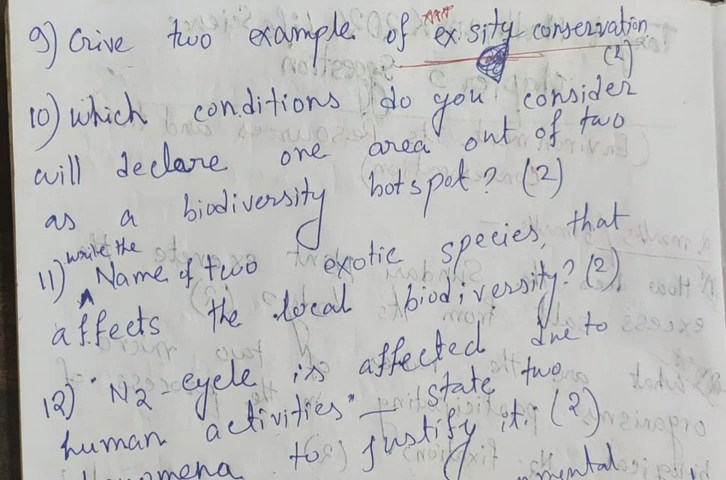 9) Give two example of ex situ conservation
(2)
10) Which conditions do you consider
will declare one area out of two
as a biodiversity hotspot? (2)
write the
11) Name of two exotic species, that
affects the local biodiversity? (2)
12) "N2-cycle is affected due to
human activities" — state two
to justify it. (2)